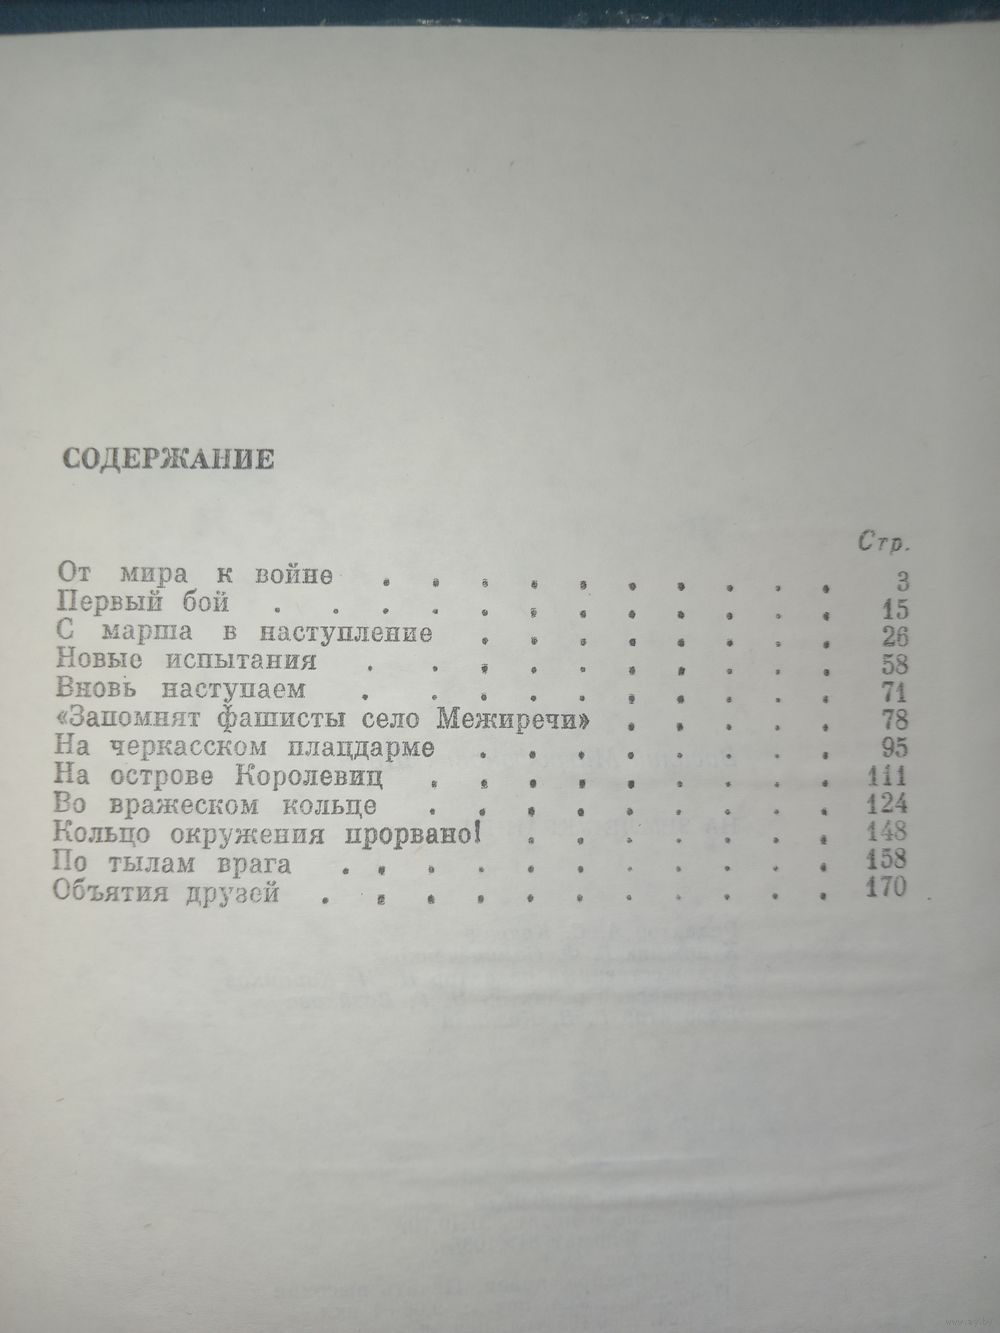 СОДЕРЖАНИЕ
Стр.
От мира к войне . . . . . . . . . . 3
Первый бой . . . . . . . . . . . . 15
С марша в наступление . . . . . . . . 26
Новые испытания . . . . . . . . . . 58
Вновь наступаем . . . . . . . . . . 71
«Запомнят фашисты село Межиречи» . . . . . 78
На черкасском плацдарме . . . . . . . . 95
На острове Королевиц . . . . . . . . . 111
Во вражеском кольце . . . . . . . . . 124
Кольцо окружения прорвано! . . . . . . . 148
По тылам врага . . . . . . . . . . . 158
Объятия друзей . . . . . . . . . . . 170